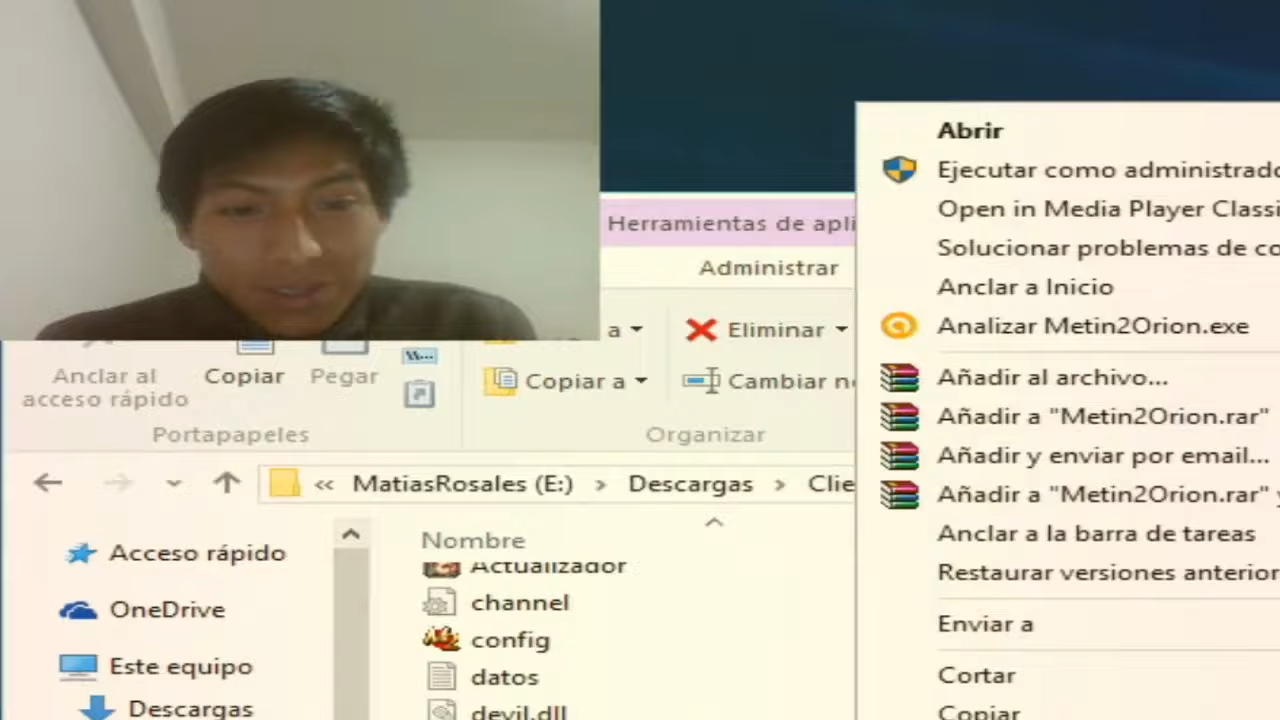 Herramientas de apli
Administrar
a
Eliminar
Anclar al
acceso rápido
Copiar
Pegar
W...
Copiar a
Cambiar n
Portapapeles
Organizar
« MatiasRosales (E:) > Descargas > Clie
Acceso rápido
OneDrive
Este equipo
Descargas
Nombre
Actualizador
channel
config
datos
devil.dll
Abrir
Ejecutar como administrado
Open in Media Player Classi
Solucionar problemas de co
Anclar a Inicio
Analizar Metin2Orion.exe
Añadir al archivo...
Añadir a "Metin2Orion.rar"
Añadir y enviar por email...
Añadir a "Metin2Orion.rar" y
Anclar a la barra de tareas
Restaurar versiones anterior
Enviar a
Cortar
Copiar